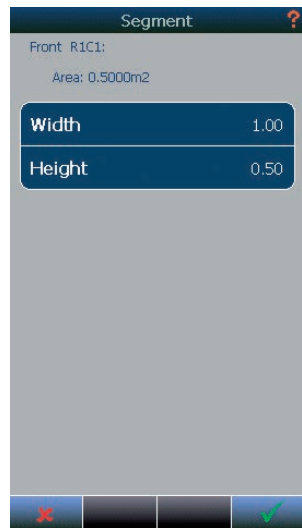 Segment ?
Front R1C1:
Area: 0.5000m2
Width 1.00
Height 0.50